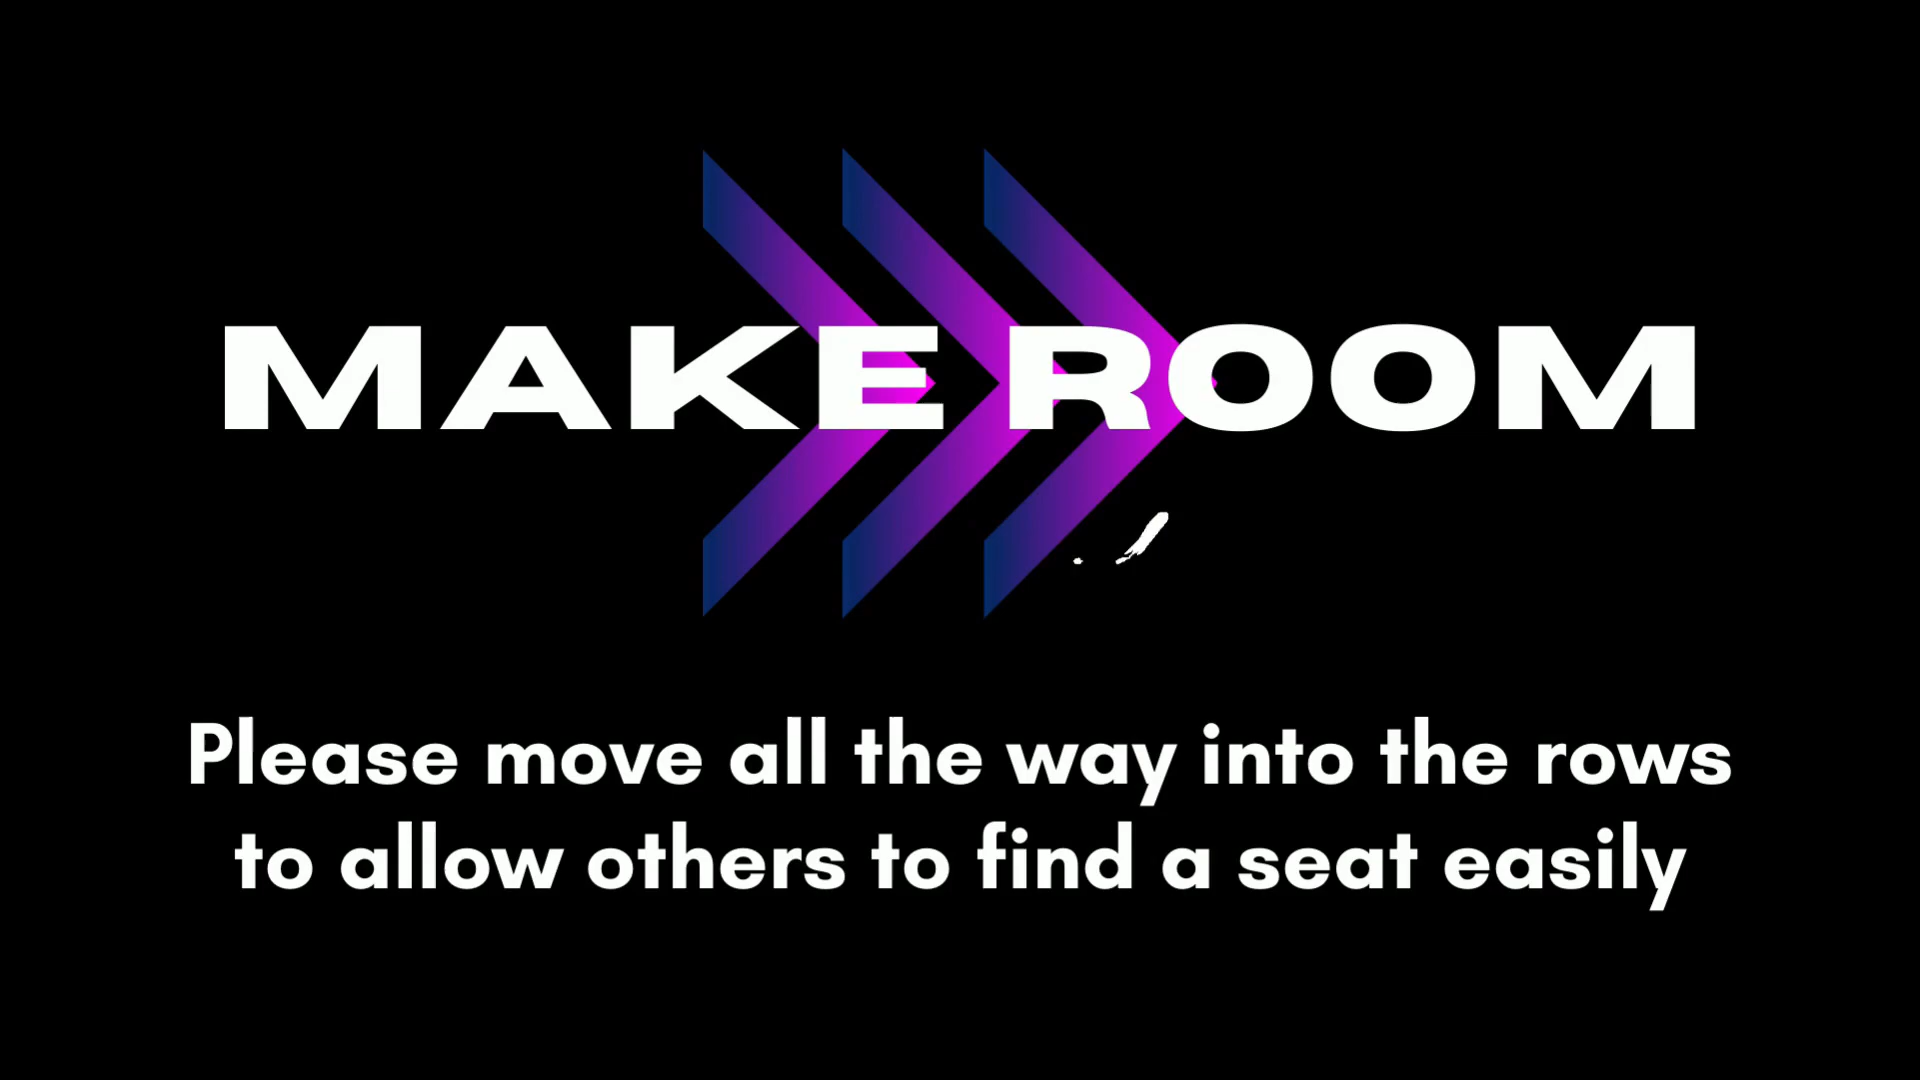 MAKE ROOM
Please move all the way into the rows
to allow others to find a seat easily